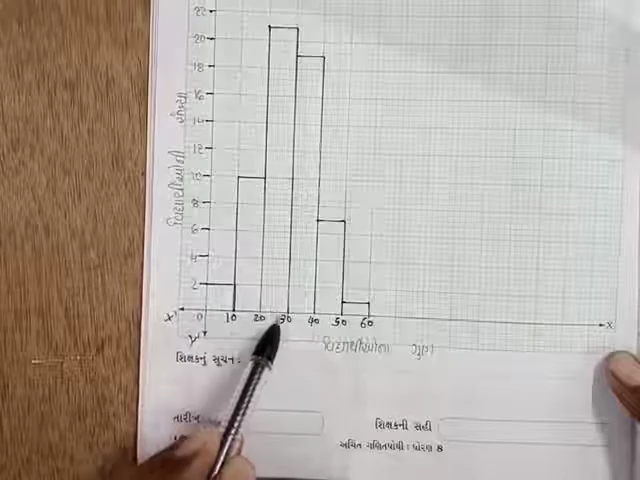 22
20
18
16
14
12
10
8
6
4
2
વિદ્યાર્થીઓની સંખ્યા
X' 0 10 20 30 40 50 60 X
Y'
વિદ્યાર્થીઓના ગુણ
શિક્ષકનું સૂચન :
તારીખ
શિક્ષકની સહી
અચિત ગણિતપોથી : ધોરણ 8